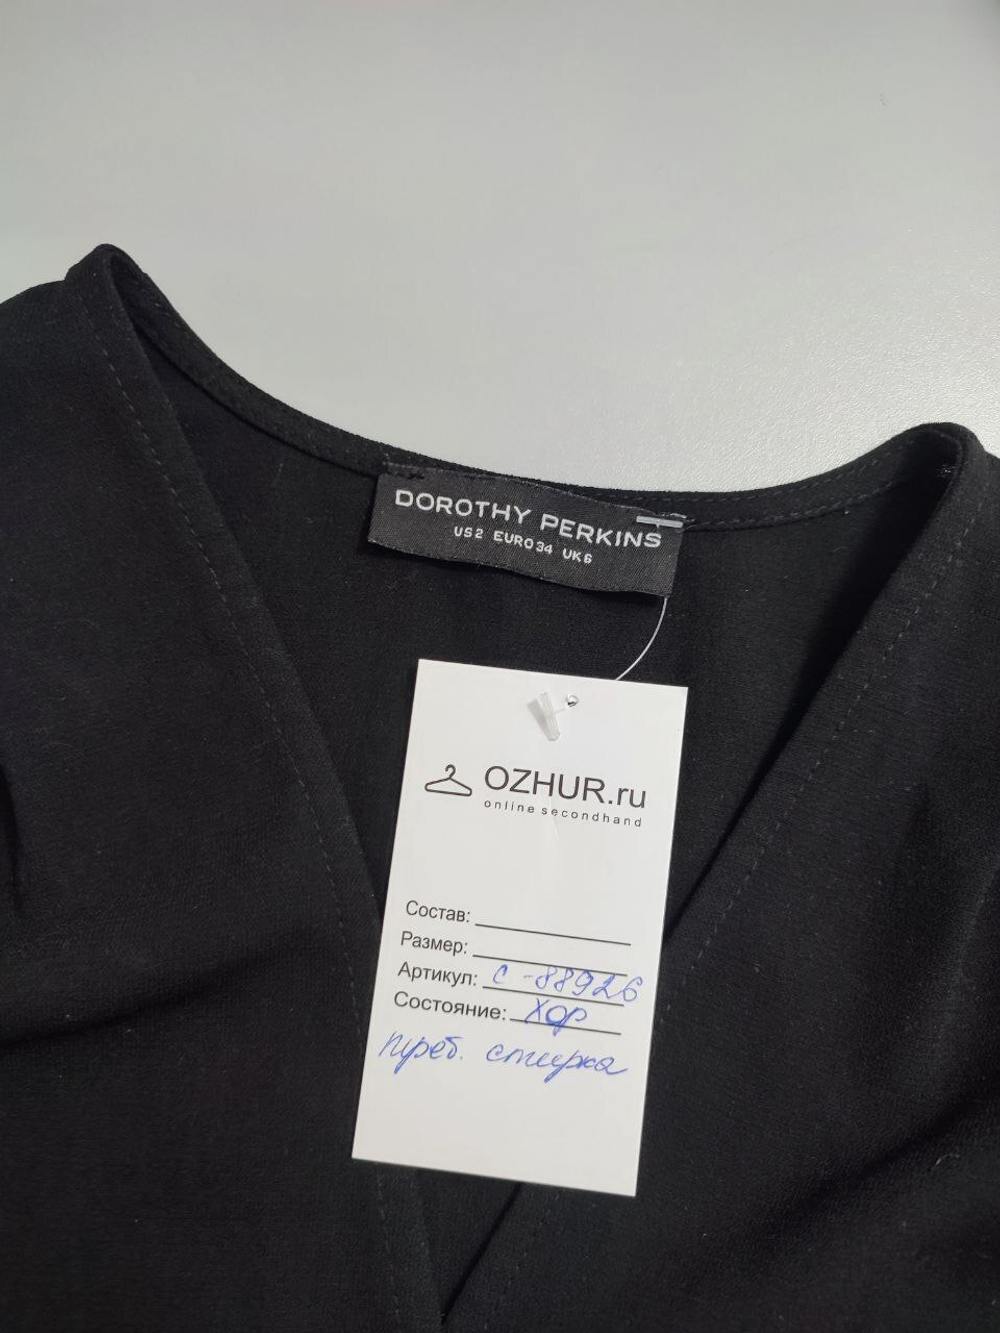 DOROTHY PERKINS
US2 EURO34 UK6
OZHUR.ru
online secondhand
Состав:
Размер:
Артикул: С-88926
Состояние: Хор
треб. стирка